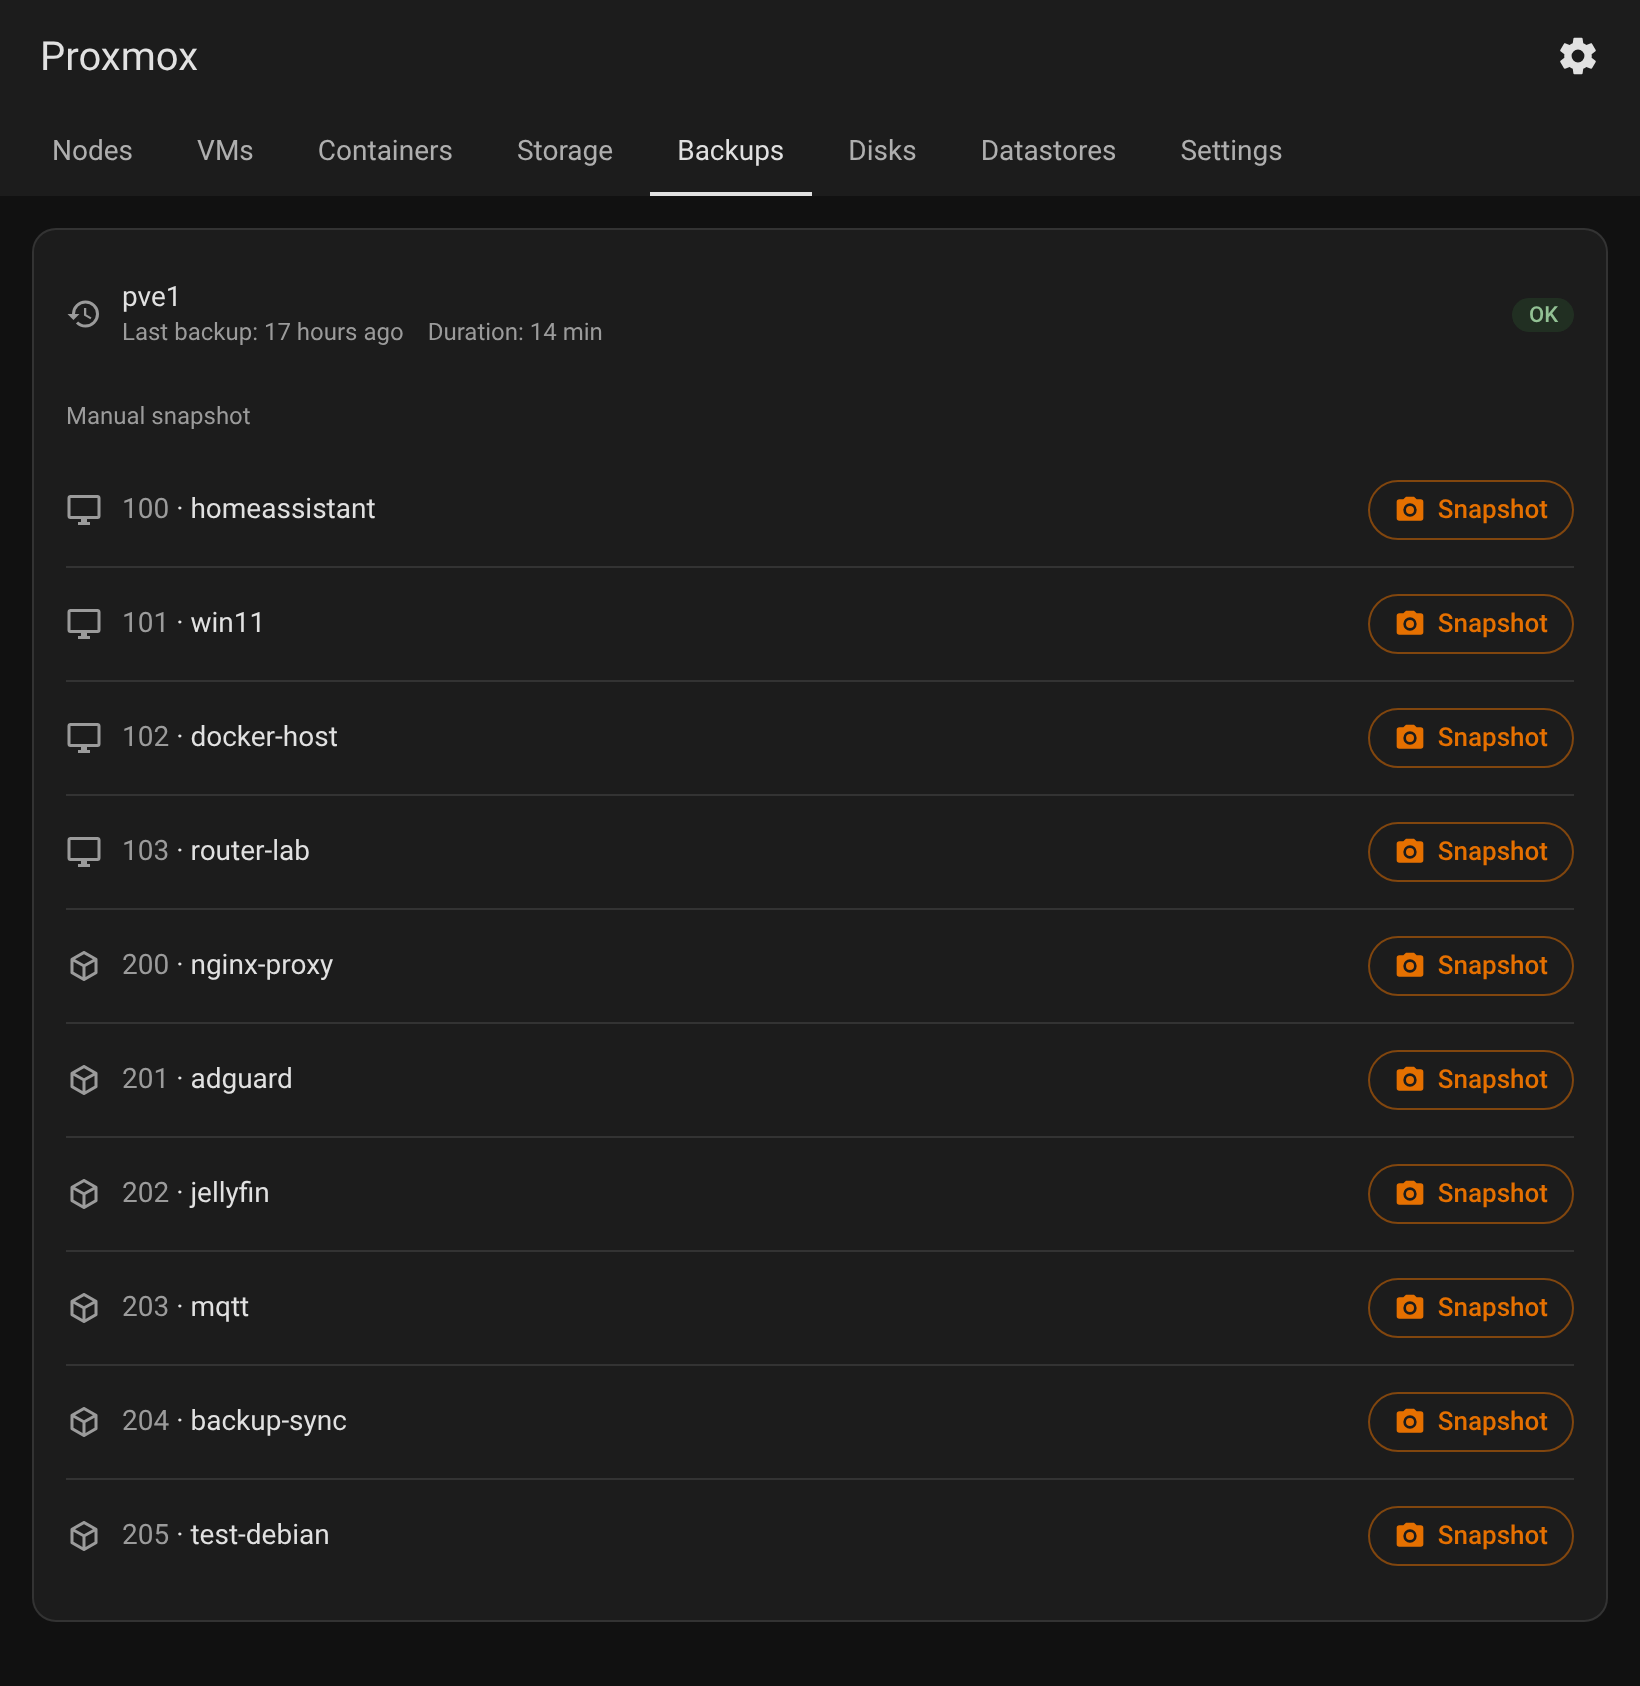 Proxmox
Nodes VMs Containers Storage Backups Disks Datastores Settings
pve1
Last backup: 17 hours ago Duration: 14 min
OK
Manual snapshot
100 · homeassistant Snapshot
101 · win11 Snapshot
102 · docker-host Snapshot
103 · router-lab Snapshot
200 · nginx-proxy Snapshot
201 · adguard Snapshot
202 · jellyfin Snapshot
203 · mqtt Snapshot
204 · backup-sync Snapshot
205 · test-debian Snapshot